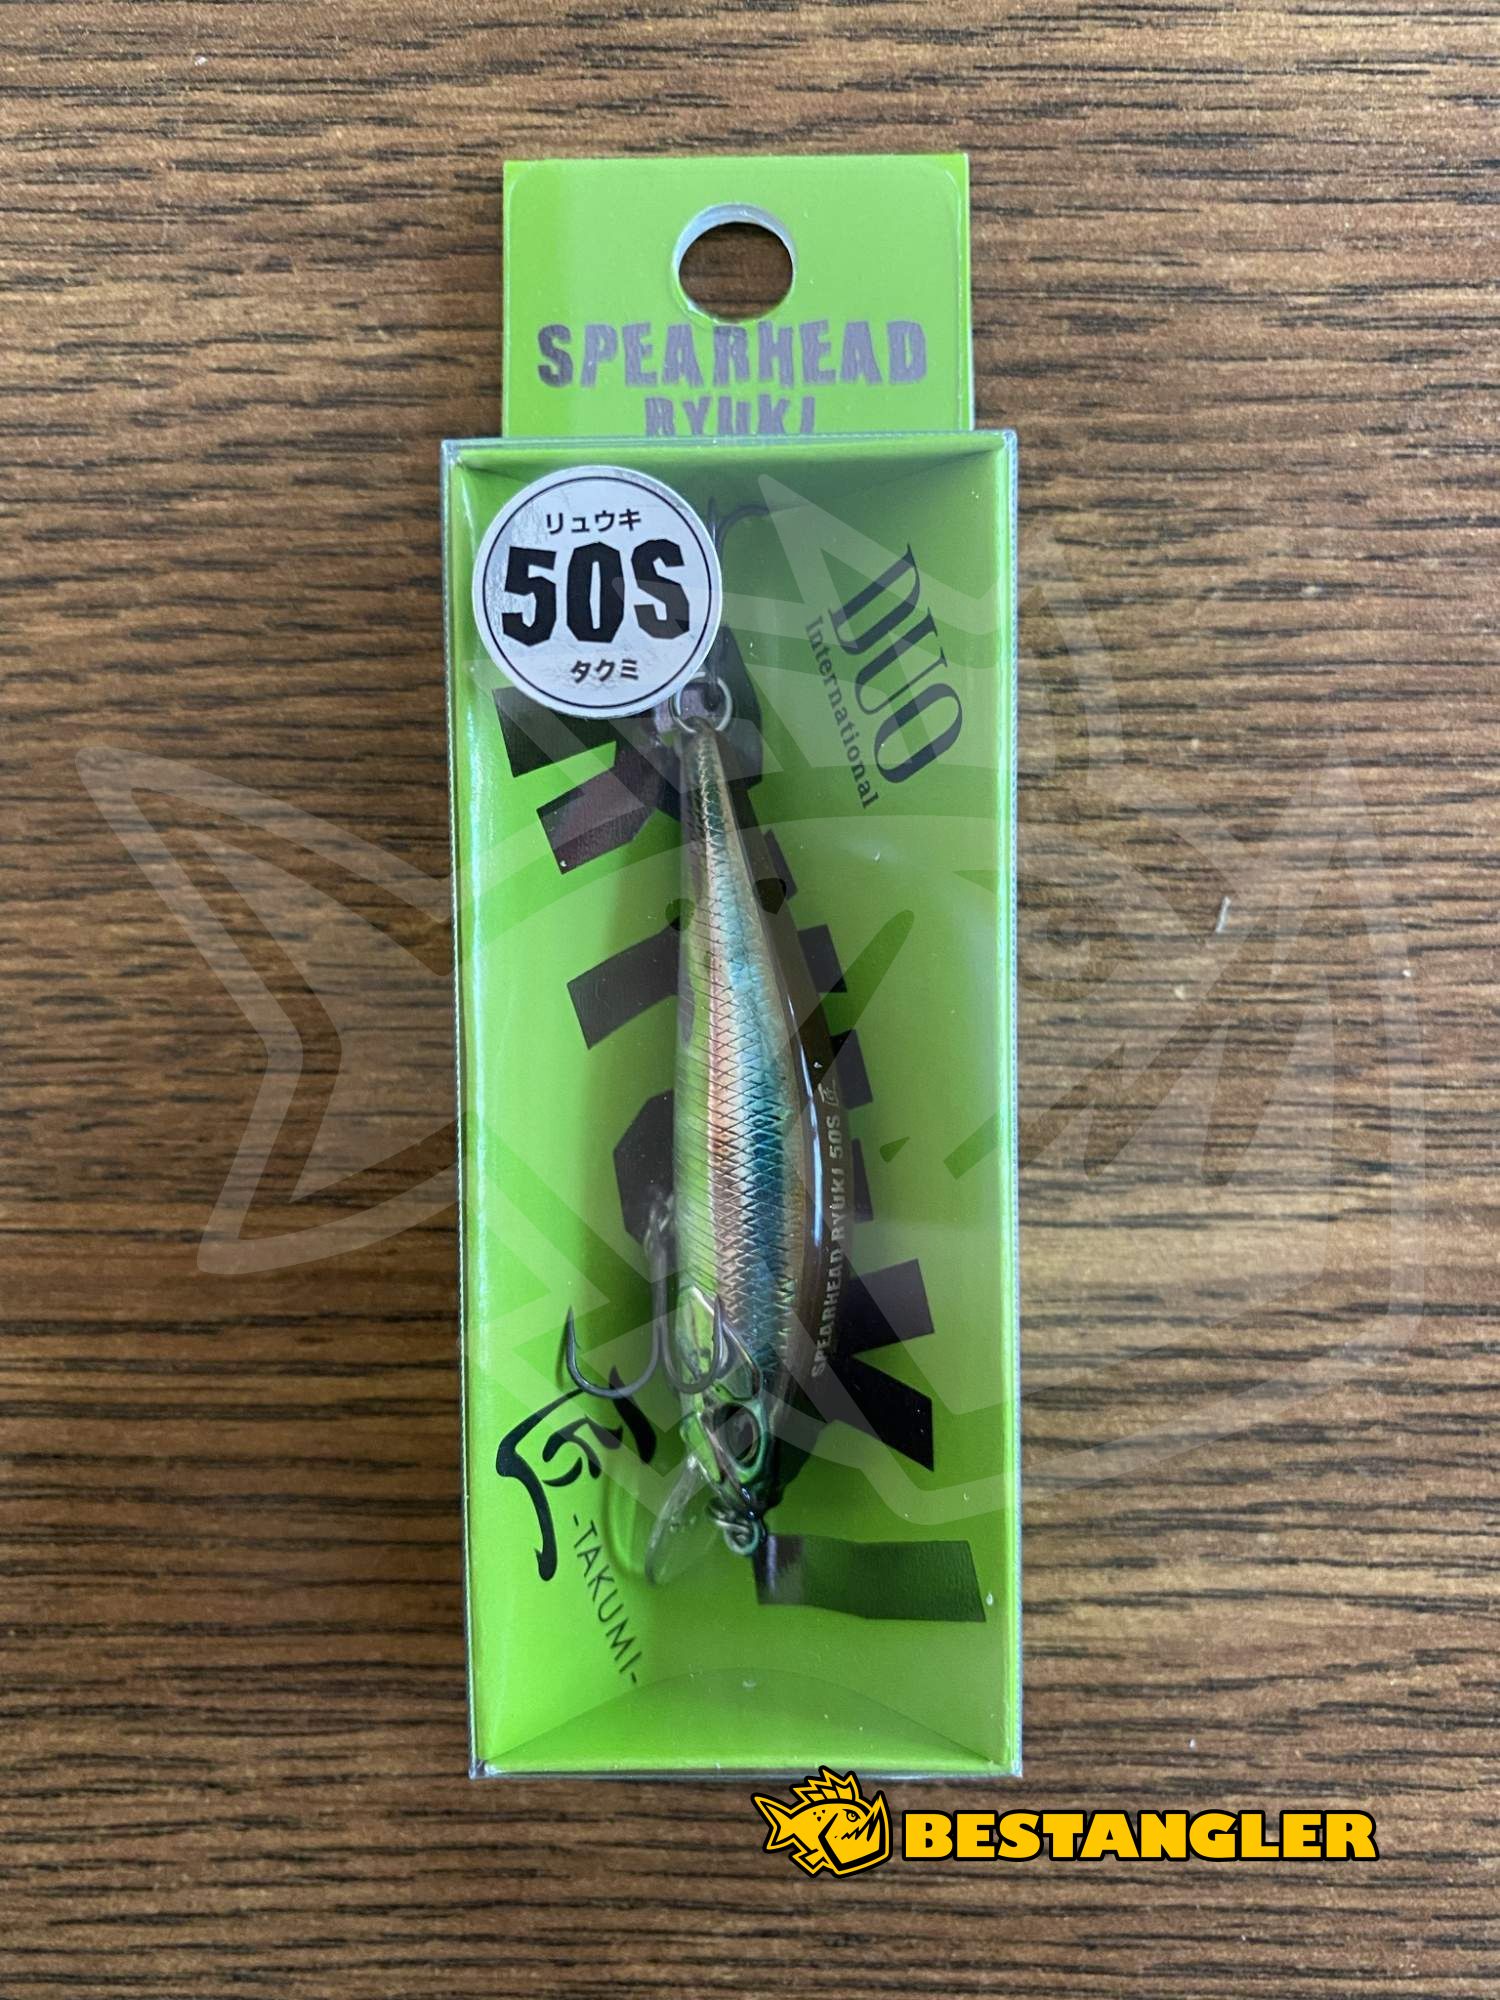 SPEARHEAD
RYUKI
リュウキ
50S
タクミ
DUO
International
RYUKI
SPEARHEAD RYUKI 50S 匠
匠
-TAKUMI-
BESTANGLER